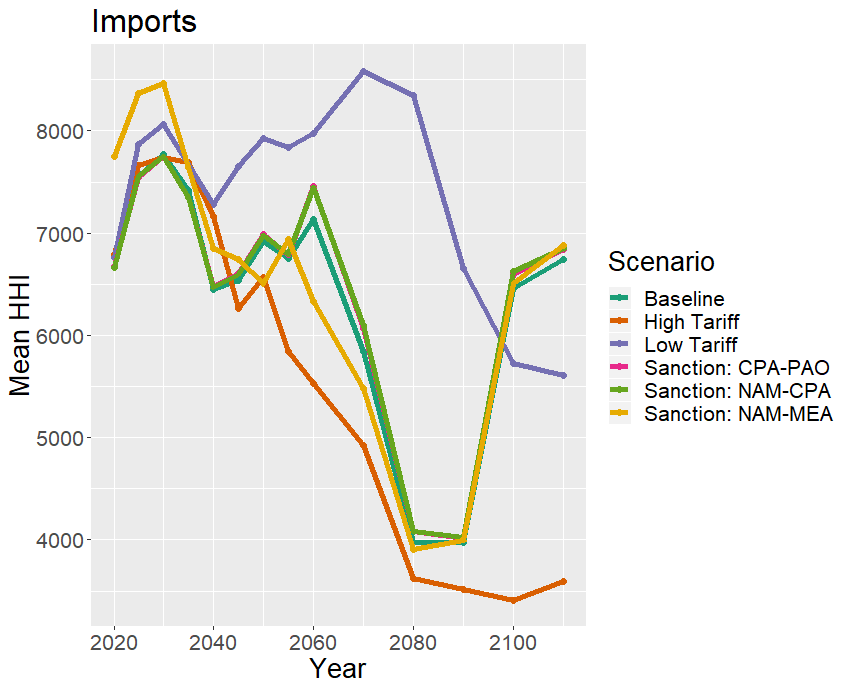 Imports
Mean HHI
8000
7000
6000
5000
4000
2020 2040 2060 2080 2100
Year
Scenario
Baseline
High Tariff
Low Tariff
Sanction: CPA-PAO
Sanction: NAM-CPA
Sanction: NAM-MEA